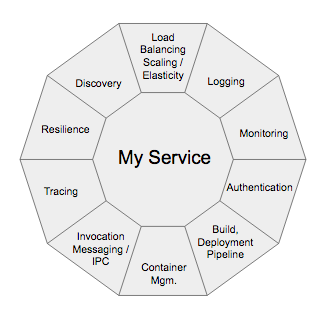 Load
Balancing
Scaling /
Elasticity
Logging
Monitoring
Authentication
Build,
Deployment
Pipeline
Container
Mgm.
Invocation
Messaging /
IPC
Tracing
Resilience
Discovery
My Service